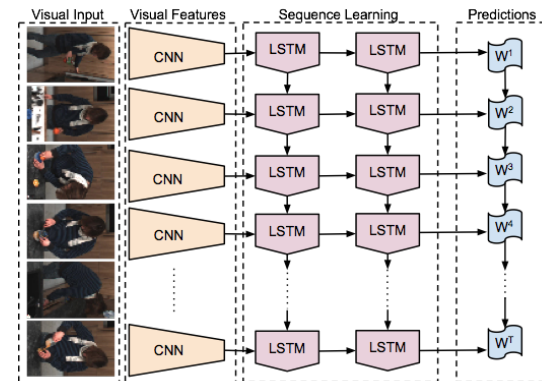 Visual Input Visual Features Sequence Learning Predictions
CNN LSTM LSTM W¹
CNN LSTM LSTM W²
CNN LSTM LSTM W³
CNN LSTM LSTM W⁴
CNN LSTM LSTM Wᵀ